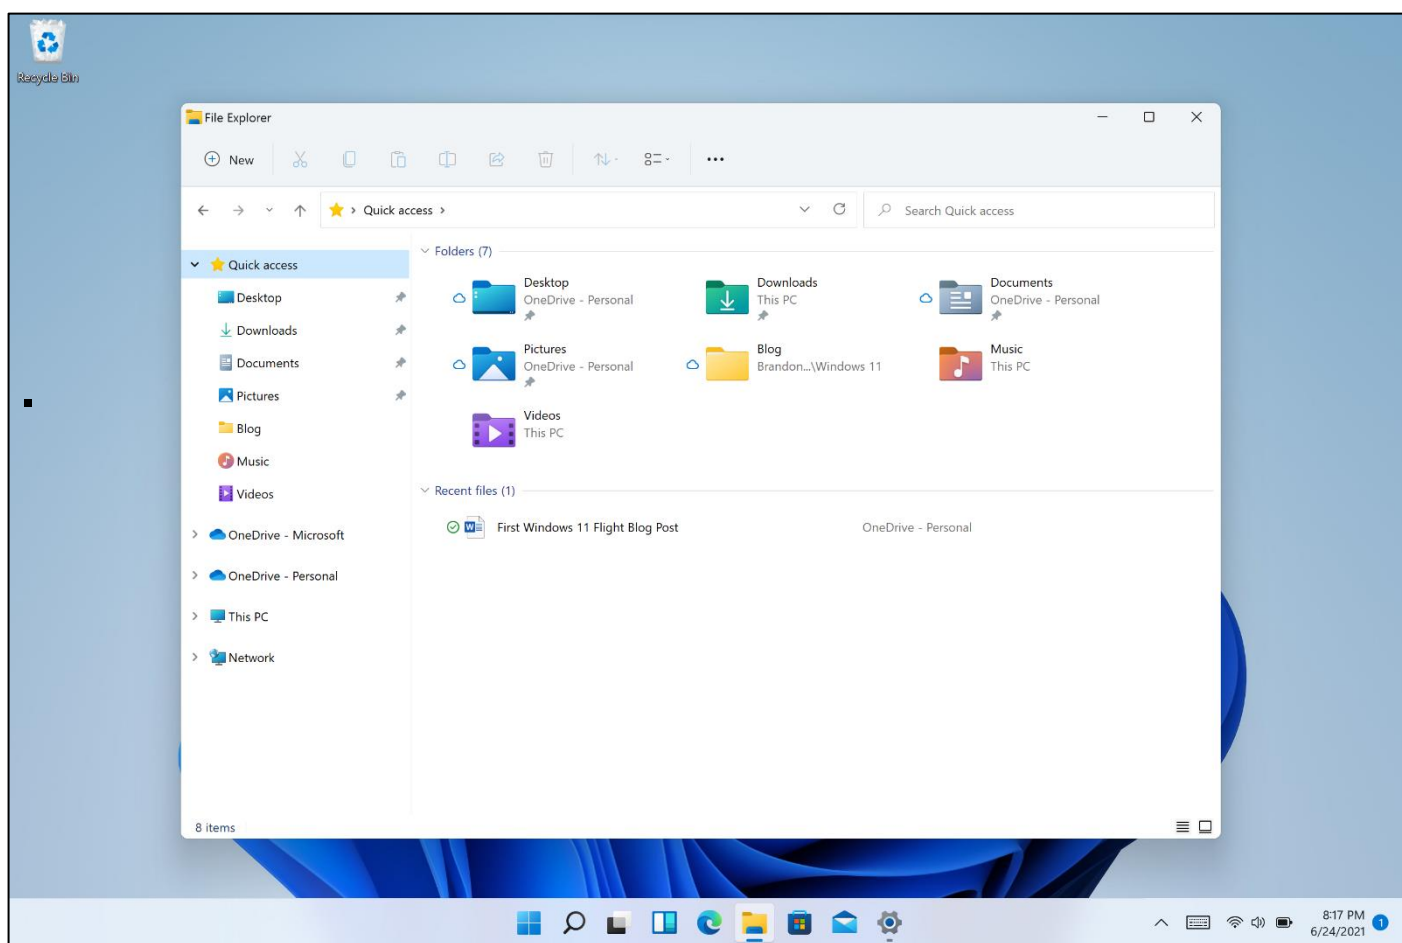 Recycle Bin
File Explorer
New
Quick access
Search Quick access
Quick access
Desktop
Downloads
Documents
Pictures
Blog
Music
Videos
OneDrive - Microsoft
OneDrive - Personal
This PC
Network
Folders (7)
Desktop
OneDrive - Personal
Downloads
This PC
Documents
OneDrive - Personal
Pictures
OneDrive - Personal
Blog
Brandon...\Windows 11
Music
This PC
Videos
This PC
Recent files (1)
First Windows 11 Flight Blog Post OneDrive - Personal
8 items
8:17 PM
6/24/2021
1